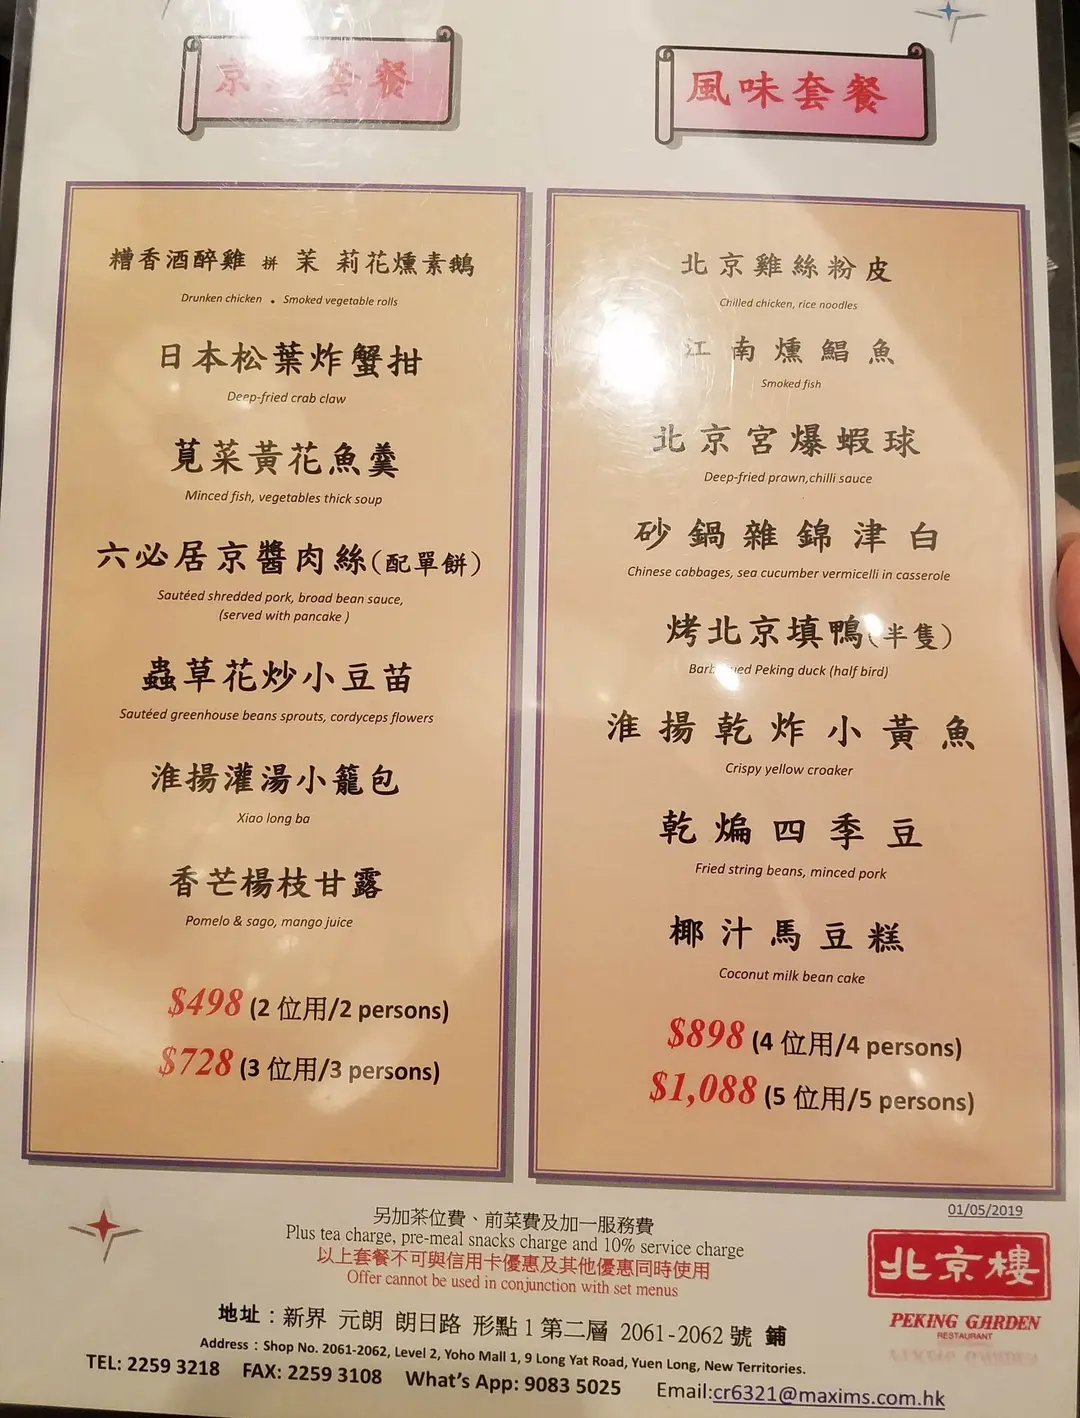 京 套餐
糟香酒醉雞 拼 茉 莉花燻素鵝
Drunken chicken . Smoked vegetable rolls
日本松葉炸蟹拑
Deep-fried crab claw
莧菜黃花魚羹
Minced fish, vegetables thick soup
六必居京醬肉絲(配單餅)
Sautéed shredded pork, broad bean sauce,
(served with pancake )
蟲草花炒小豆苗
Sautéed greenhouse beans sprouts, cordyceps flowers
淮揚灌湯小籠包
Xiao long ba
香芒楊枝甘露
Pomelo & sago, mango juice
$498 (2 位用/2 persons)
$728 (3 位用/3 persons)
風味套餐
北京雞絲粉皮
Chilled chicken, rice noodles
江南燻鯧魚
Smoked fish
北京宮爆蝦球
Deep-fried prawn,chilli sauce
砂鍋雜錦津白
Chinese cabbages, sea cucumber vermicelli in casserole
烤北京填鴨(半隻)
Peking duck (half bird)
淮揚乾炸小黃魚
Crispy yellow croaker
乾煸四季豆
Fried string beans, minced pork
椰汁馬豆糕
Coconut milk bean cake
$898 (4 位用/4 persons)
$1,088 (5 位用/5 persons)
01/05/2019
另加茶位費、前菜費及加一服務費
Plus tea charge, pre-meal snacks charge and 10% service charge
以上套餐不可與信用卡優惠及其他優惠同時使用
Offer cannot be used in conjunction with set menus
北京樓
PEKING GARDEN
RESTAURANT
地址：新界 元朗 朗日路 形點 1 第二層 2061-2062 號 鋪
Address : Shop No. 2061-2062, Level 2, Yoho Mall 1, 9 Long Yat Road, Yuen Long, New Territories.
TEL: 2259 3218 FAX: 2259 3108 What's App: 9083 5025 Email:cr6321@maxims.com.hk